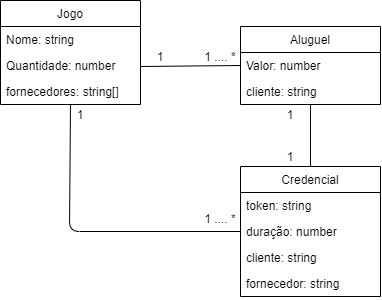 Jogo
Nome: string
Quantidade: number
fornecedores: string[]
1
1 .... *
Aluguel
Valor: number
cliente: string
1
1
1
1 .... *
Credencial
token: string
duração: number
cliente: string
fornecedor: string